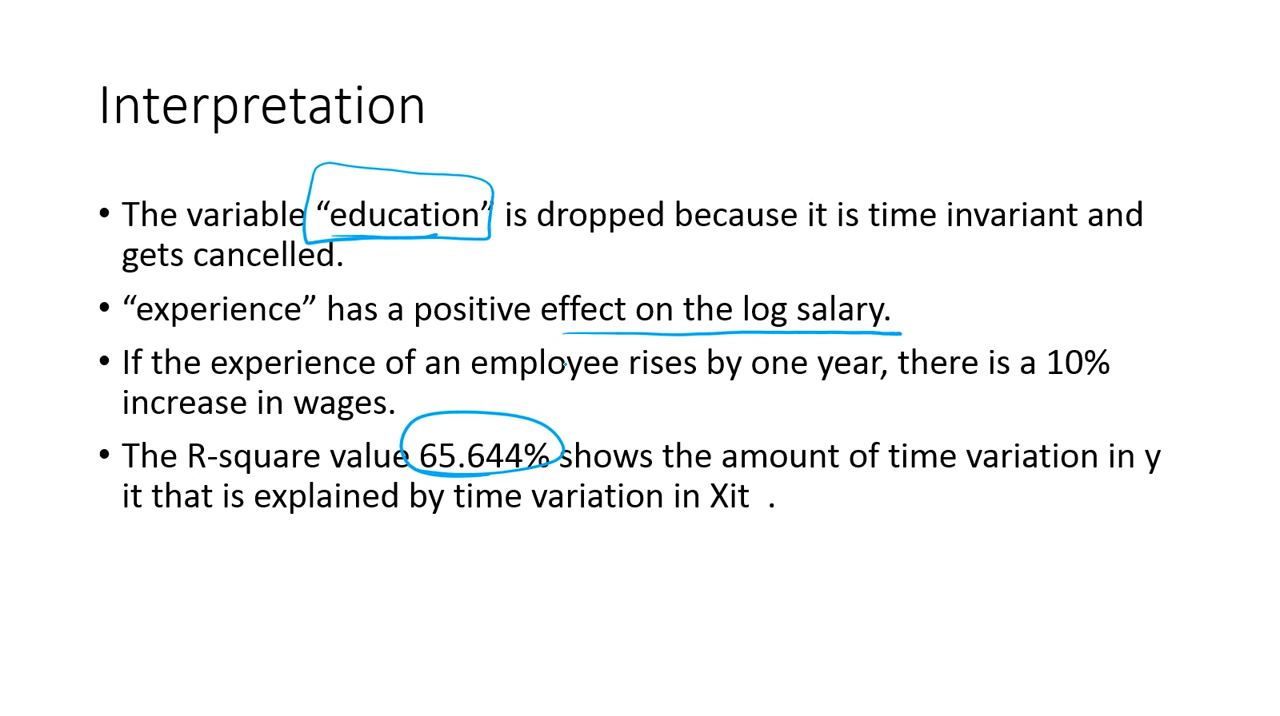 Interpretation
• The variable “education” is dropped because it is time invariant and
gets cancelled.
• “experience” has a positive effect on the log salary.
• If the experience of an employee rises by one year, there is a 10%
increase in wages.
• The R-square value 65.644% shows the amount of time variation in y
it that is explained by time variation in Xit .